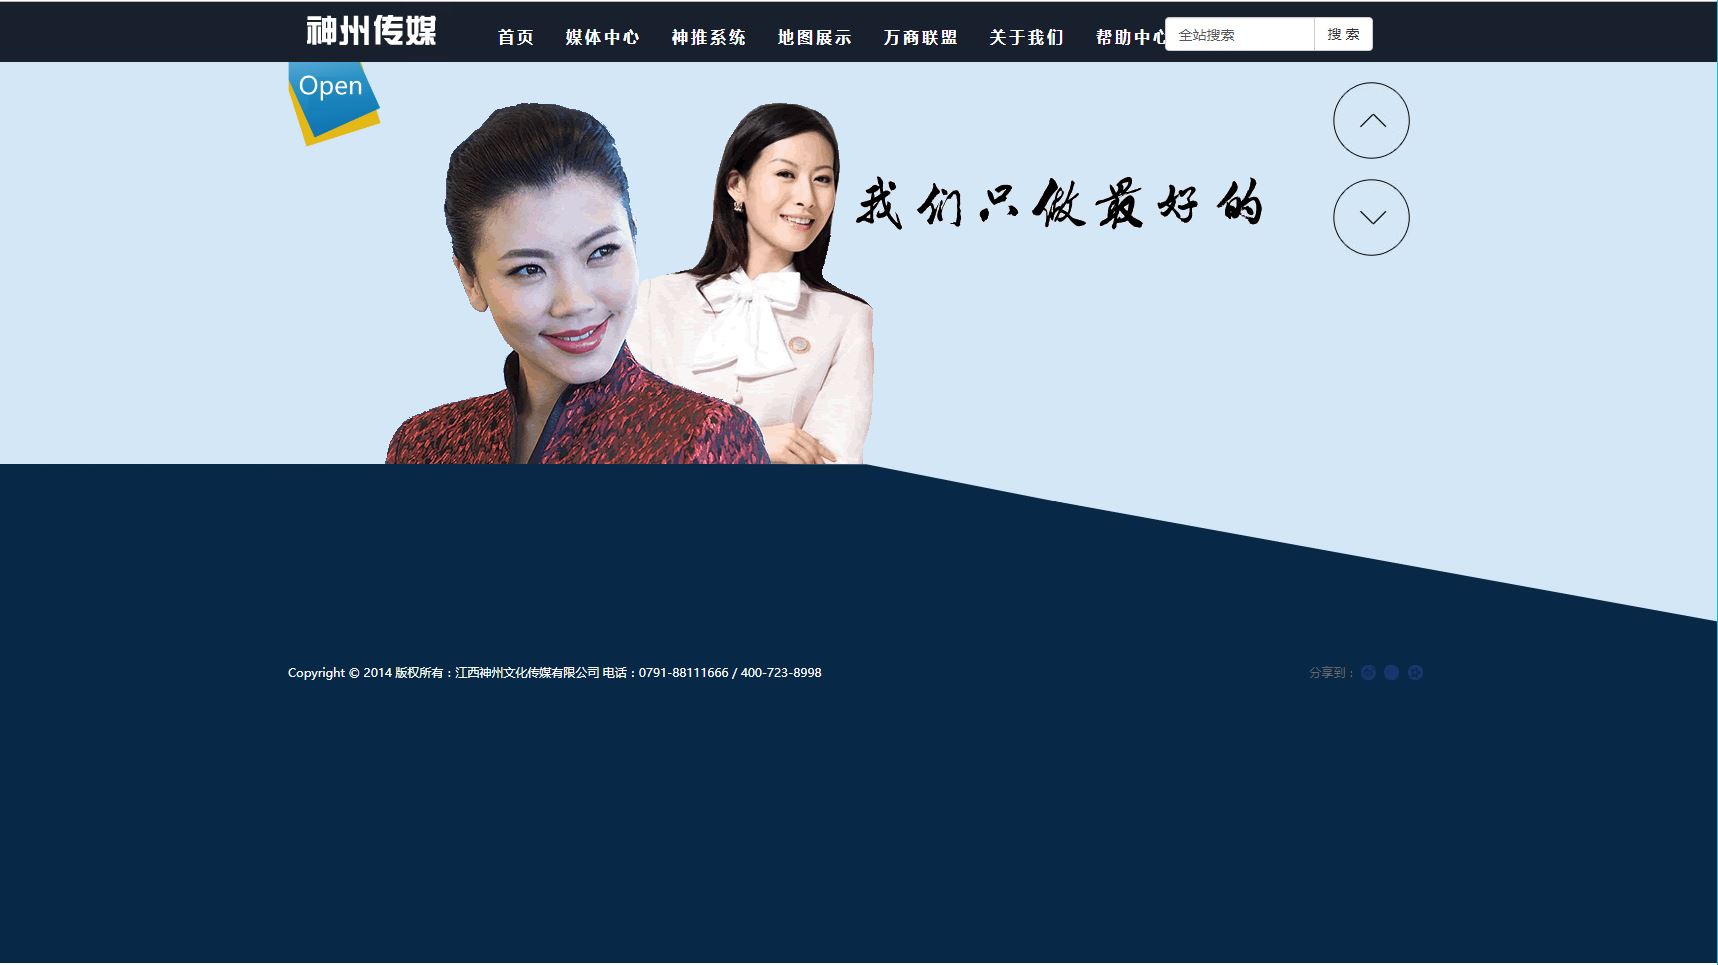 神州传媒
首页 媒体中心 神推系统 地图展示 万商联盟 关于我们 帮助中心
全站搜索 搜 索
Open
我们只做最好的
Copyright © 2014 版权所有：江西神州文化传媒有限公司 电话：0791-88111666 / 400-723-8998
分享到：